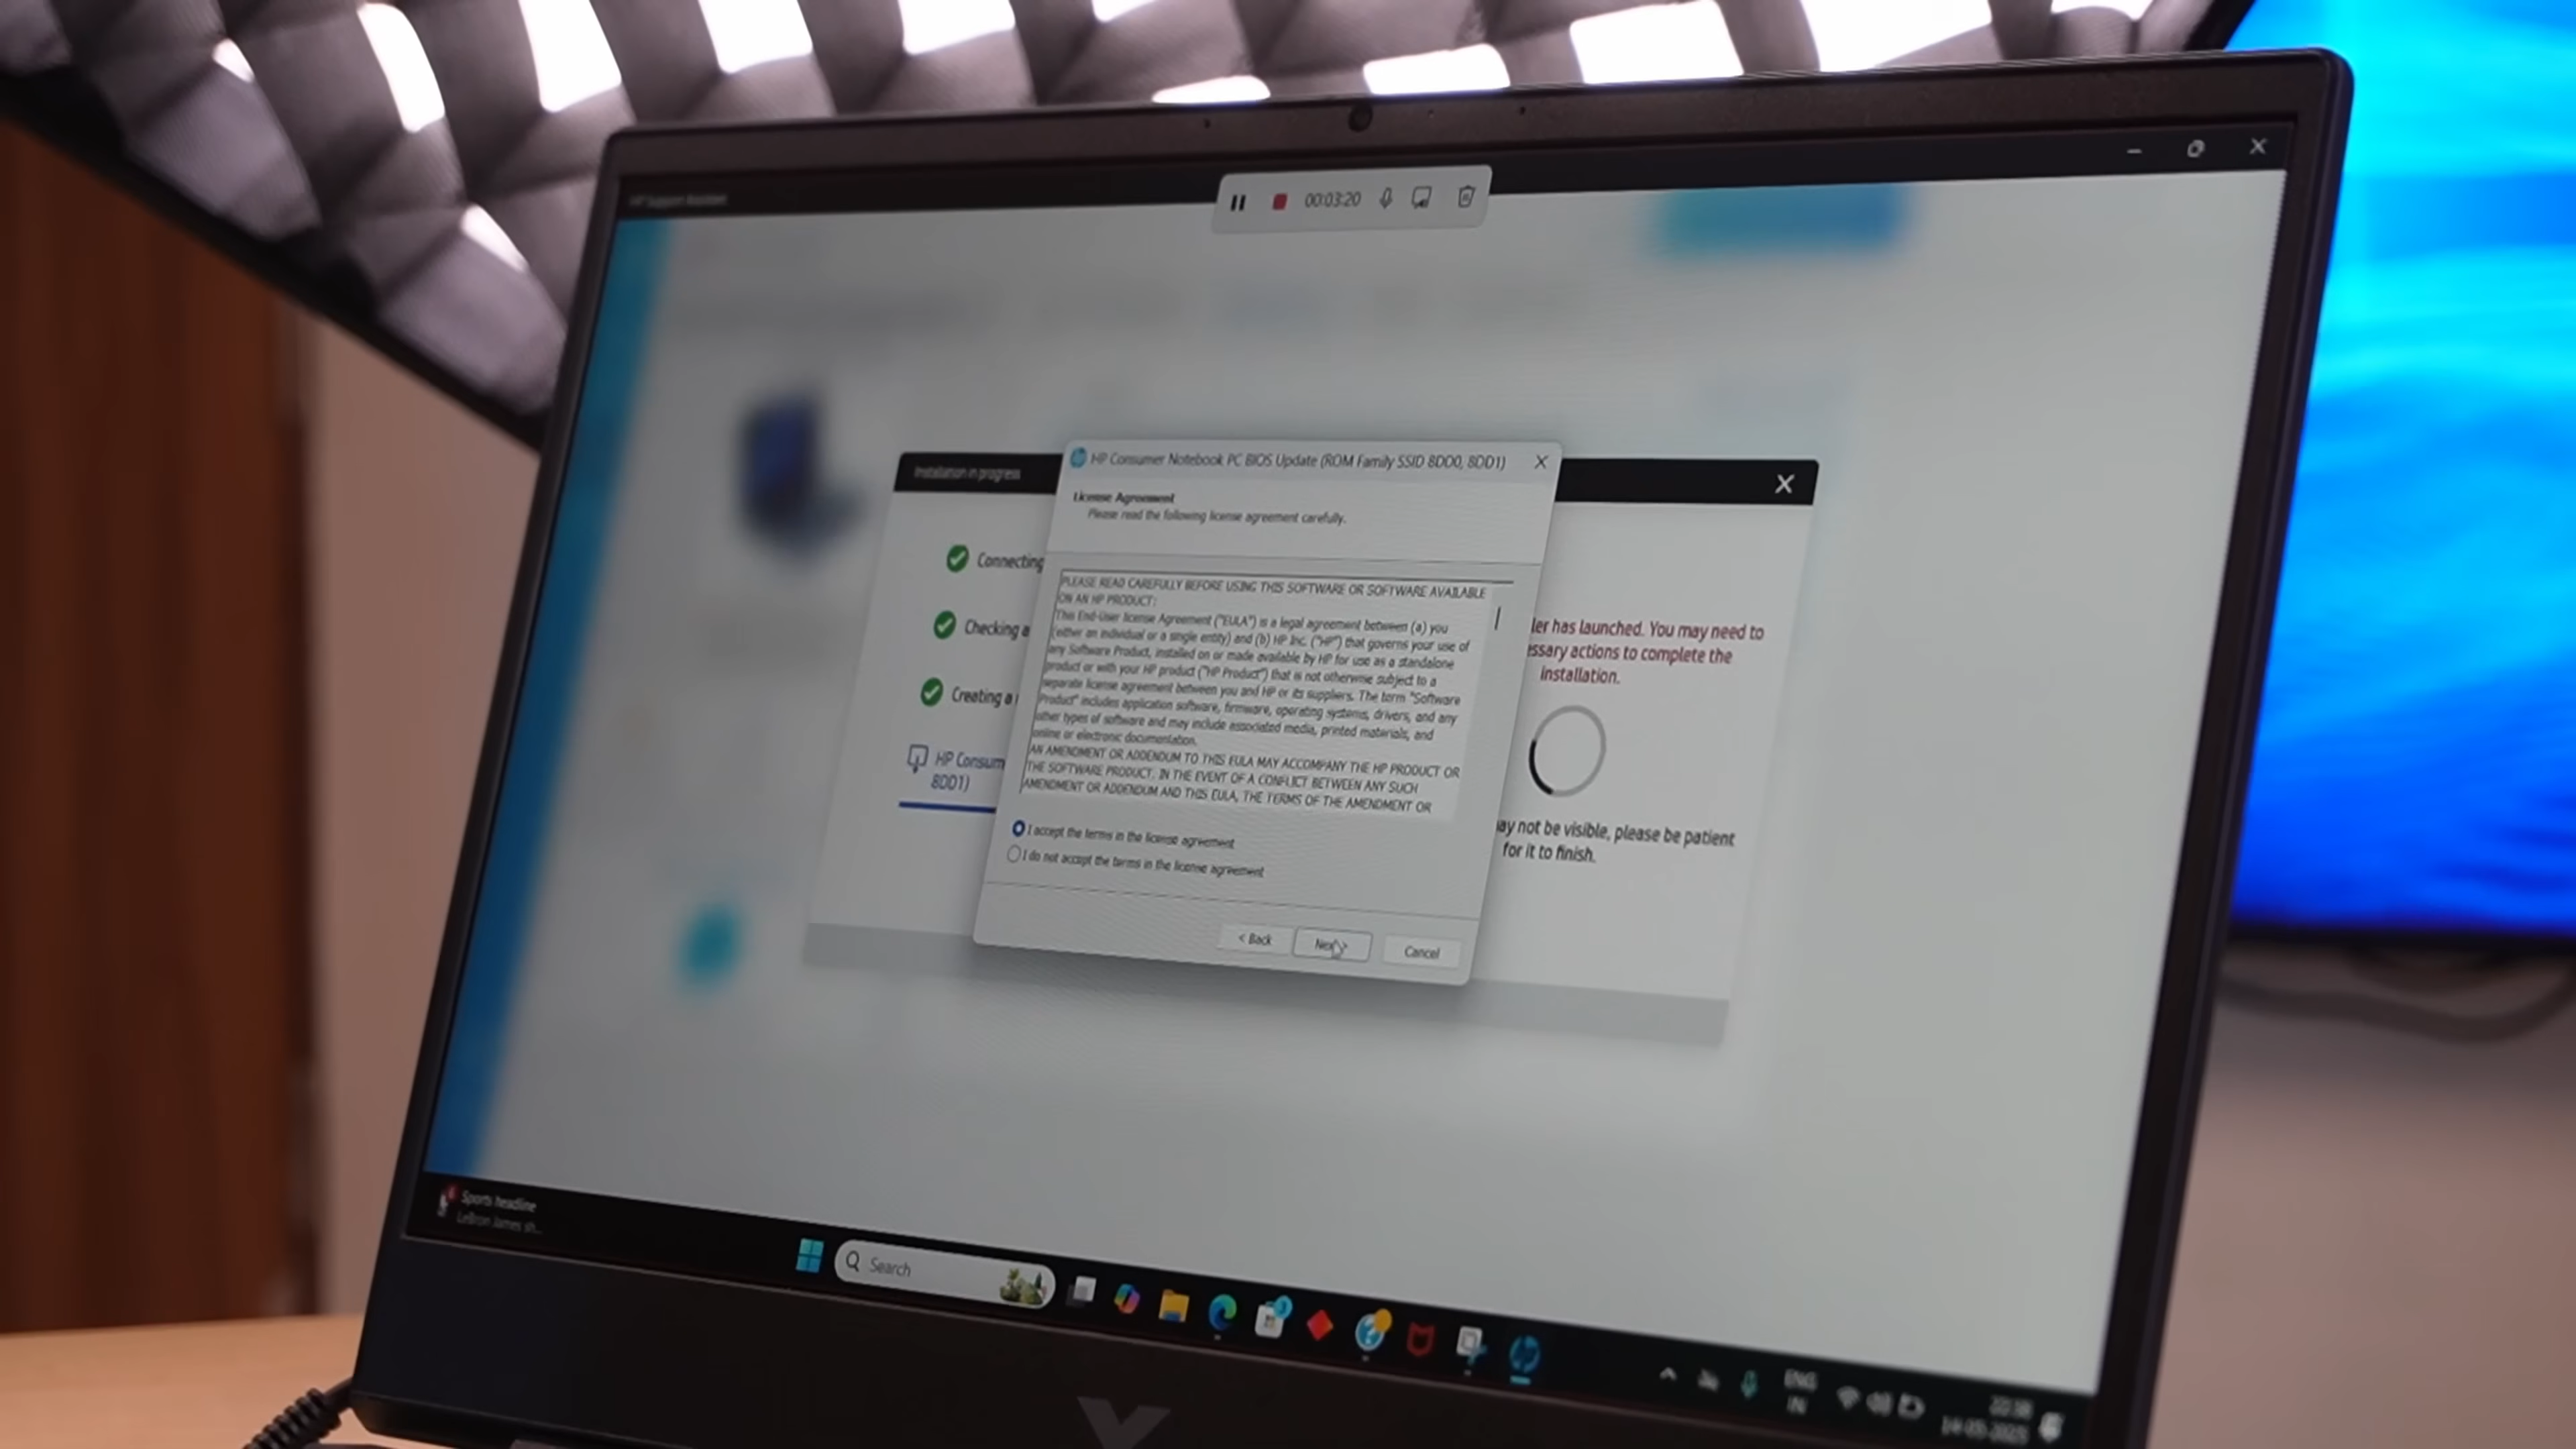 HP Support Assistant
00:03:20
Installation in progress
HP Consumer Notebook PC BIOS Update (ROM Family SSID 8DD0, 8DD1)
License Agreement
Please read the following license agreement carefully.
Connecting
Checking a
Creating a
HP Consum
8DD1)
PLEASE READ CAREFULLY BEFORE USING THIS SOFTWARE OR SOFTWARE AVAILABLE
ON AN HP PRODUCT:
This End-User license Agreement ("EULA") is a legal agreement between (a) you
(either an individual or a single entity) and (b) HP Inc. ("HP") that governs your use of
any Software Product, installed on or made available by HP for use as a standalone
product or with your HP product ("HP Product") that is not otherwise subject to a
separate license agreement between you and HP or its suppliers. The term "Software
Product" includes application software, firmware, operating systems, drivers, and any
other types of software and may include associated media, printed materials, and
online or electronic documentation.
AN AMENDMENT OR ADDENDUM TO THIS EULA MAY ACCOMPANY THE HP PRODUCT OR
THE SOFTWARE PRODUCT. IN THE EVENT OF A CONFLICT BETWEEN ANY SUCH
AMENDMENT OR ADDENDUM AND THIS EULA, THE TERMS OF THE AMENDMENT OR
ler has launched. You may need to
ssary actions to complete the
installation.
ay not be visible, please be patient
for it to finish.
I accept the terms in the license agreement
I do not accept the terms in the license agreement
< Back
Next >
Cancel
Sports headline
LeBron James sh...
Search
ENG
IN